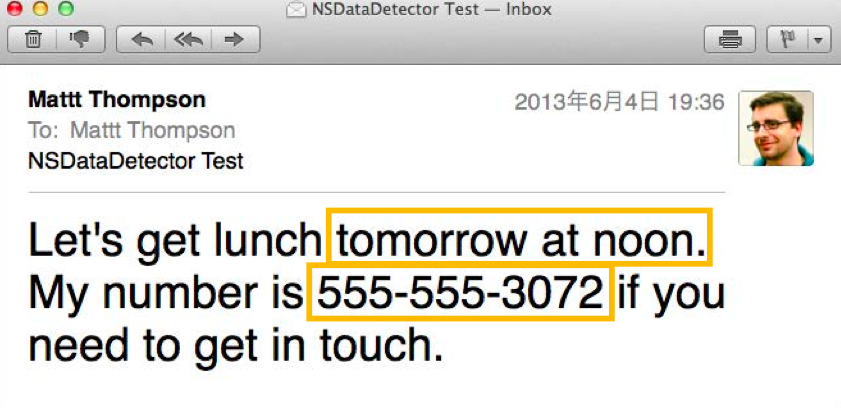 NSDataDetector Test — Inbox
Mattt Thompson
2013年6月4日 19:36
To: Mattt Thompson
NSDataDetector Test
Let's get lunch tomorrow at noon.
My number is 555-555-3072 if you
need to get in touch.